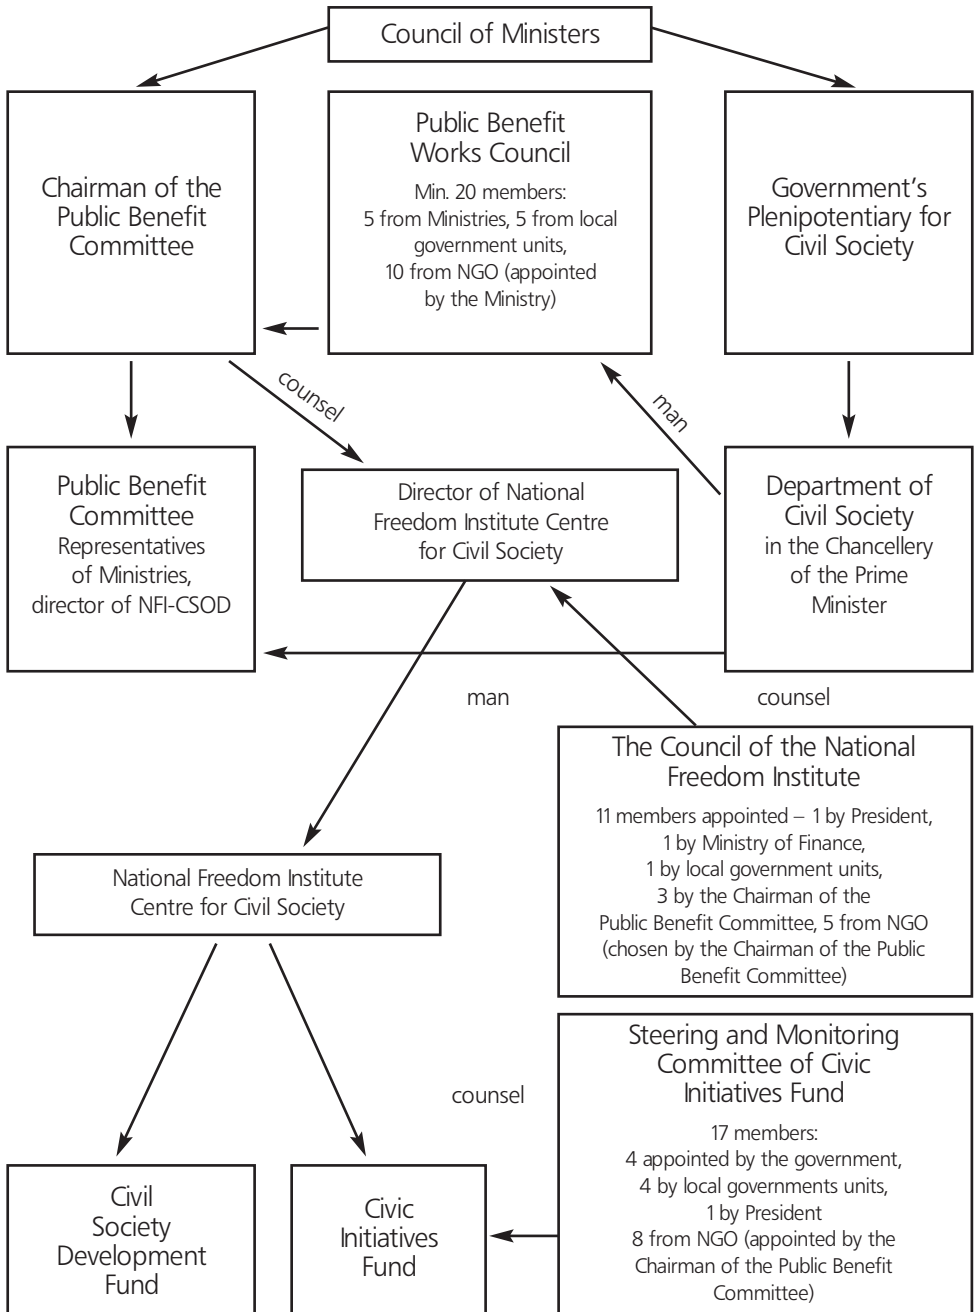 Council of Ministers
Chairman of the
Public Benefit
Committee
Public Benefit
Works Council
Min. 20 members:
5 from Ministries, 5 from local
government units,
10 from NGO (appointed
by the Ministry)
Government’s
Plenipotentiary for
Civil Society
counsel
man
Public Benefit
Committee
Representatives
of Ministries,
director of NFI-CSOD
Director of National
Freedom Institute Centre
for Civil Society
Department of
Civil Society
in the Chancellery
of the Prime
Minister
man
counsel
The Council of the National
Freedom Institute
11 members appointed – 1 by President,
1 by Ministry of Finance,
1 by local government units,
3 by the Chairman of the
Public Benefit Committee, 5 from NGO
(chosen by the Chairman of the Public
Benefit Committee)
National Freedom Institute
Centre for Civil Society
counsel
Steering and Monitoring
Committee of Civic
Initiatives Fund
17 members:
4 appointed by the government,
4 by local governments units,
1 by President
8 from NGO (appointed by the
Chairman of the Public Benefit
Committee)
Civil
Society
Development
Fund
Civic
Initiatives
Fund